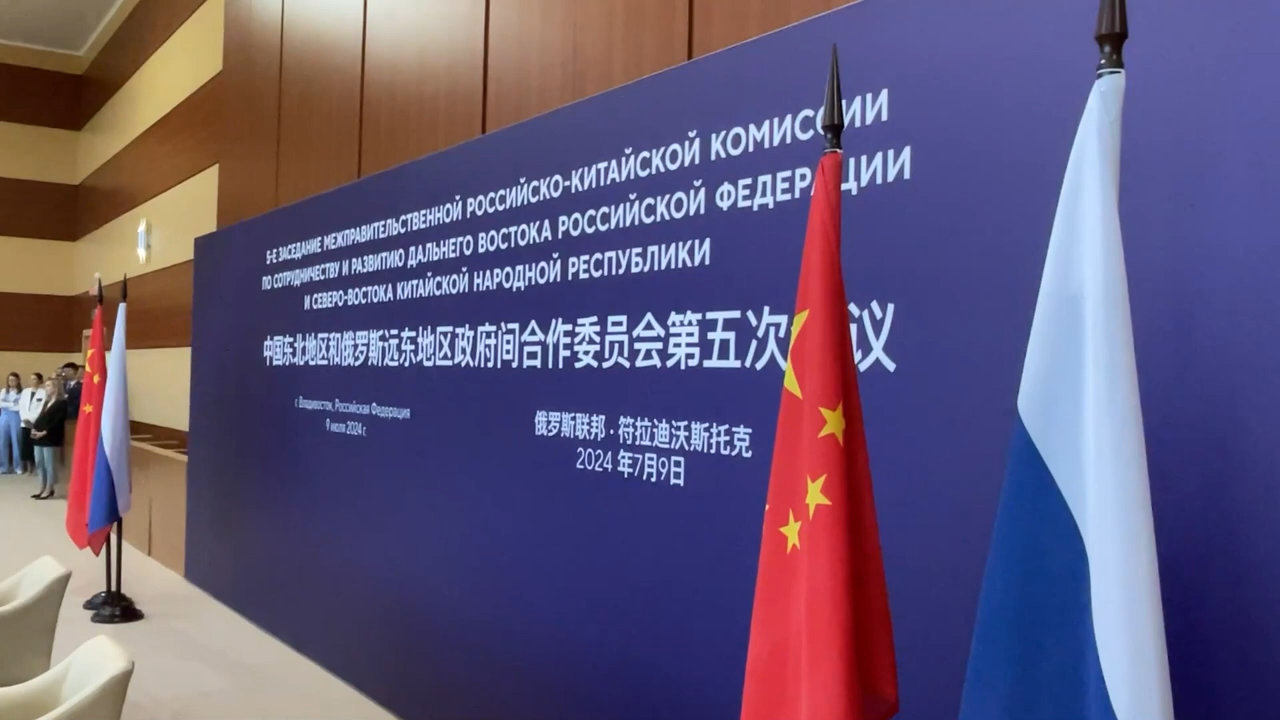 5-Е ЗАСЕДАНИЕ МЕЖПРАВИТЕЛЬСТВЕННОЙ РОССИЙСКО-КИТАЙСКОЙ КОМИССИИ
ПО СОТРУДНИЧЕСТВУ И РАЗВИТИЮ ДАЛЬНЕГО ВОСТОКА РОССИЙСКОЙ ФЕДЕРАЦИИ
И СЕВЕРО-ВОСТОКА КИТАЙСКОЙ НАРОДНОЙ РЕСПУБЛИКИ
中国东北地区和俄罗斯远东地区政府间合作委员会第五次 议
г. Владивосток, Российская Федерация
9 июля 2024 г.
俄罗斯联邦 · 符拉迪沃斯托克
2024 年7月9日